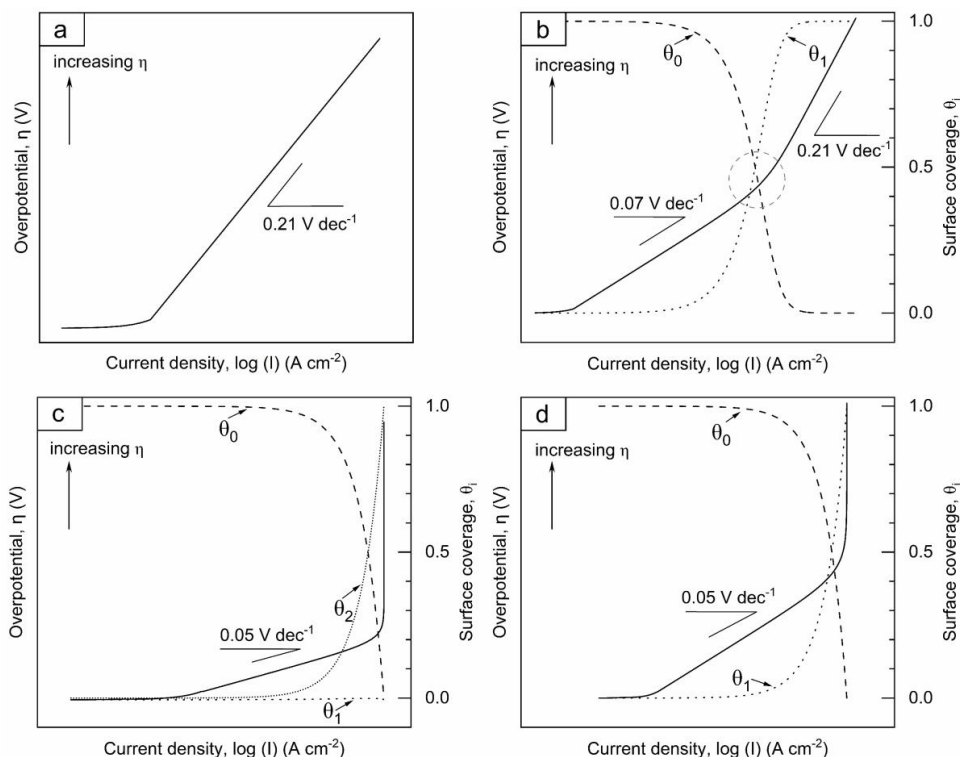 a
increasing η
0.21 V dec⁻¹
Overpotential, η (V)
Current density, log (I) (A cm⁻²)
b
increasing η
θ₀
θ₁
0.07 V dec⁻¹
0.21 V dec⁻¹
Overpotential, η (V)
1.0
0.5
0.0
Surface coverage, θᵢ
Current density, log (I) (A cm⁻²)
c
increasing η
θ₀
θ₂
0.05 V dec⁻¹
θ₁
Overpotential, η (V)
1.0
0.5
0.0
Surface coverage, θᵢ
Current density, log (I) (A cm⁻²)
d
increasing η
θ₀
0.05 V dec⁻¹
θ₁
Overpotential, η (V)
1.0
0.5
0.0
Surface coverage, θᵢ
Current density, log (I) (A cm⁻²)